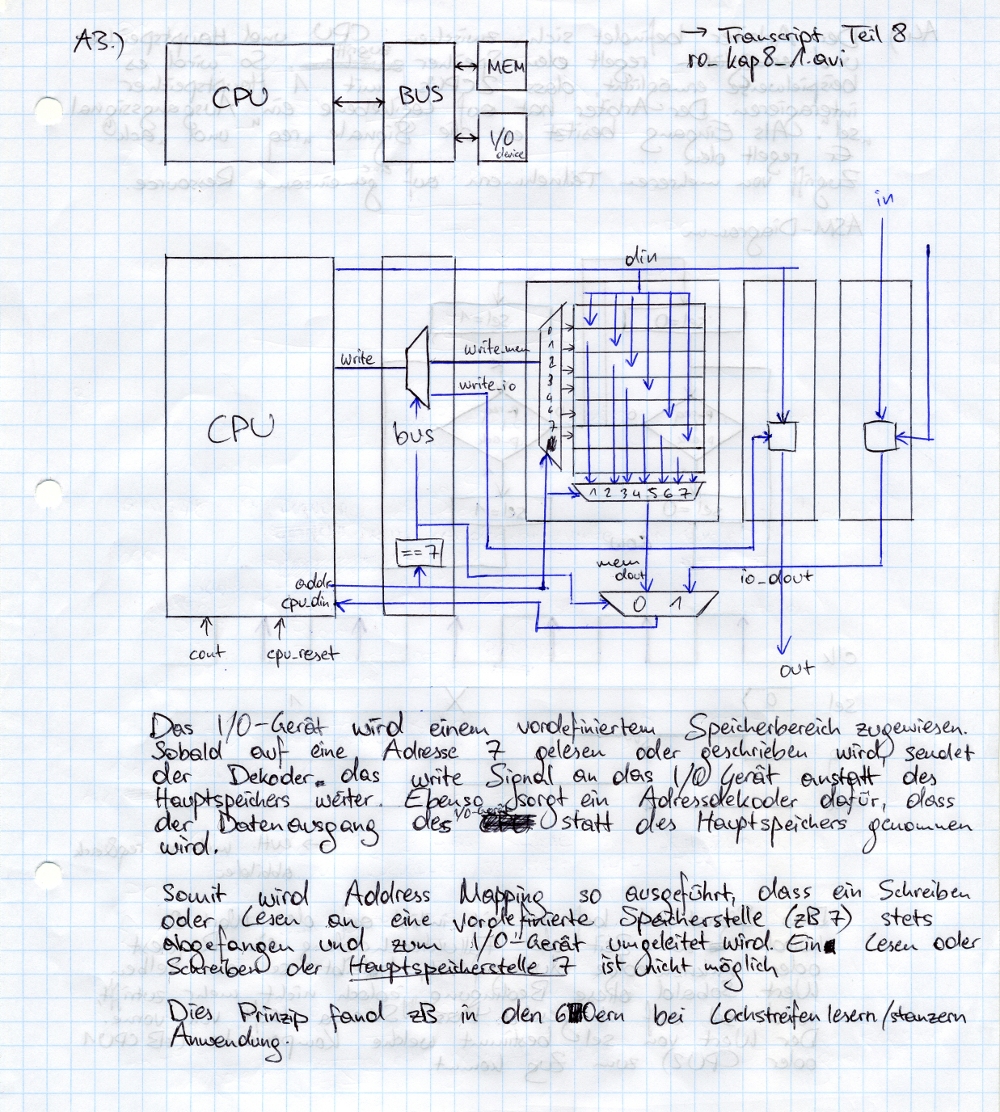 A3.)
→ Transcript Teil 8
ro_kap8_1.avi
CPU
BUS
MEM
I/O
device
in
din
write
write_mem
write_io
CPU
bus
0
1
2
3
4
6
7
1 2 3 4 5 6 7
==7
mem
dout
io_dout
addr
cpu_din
0 1
cout
cpu_reset
out
Das I/O-Gerät wird einem vordefiniertem Speicherbereich zugewiesen.
Sobald auf eine Adresse 7 gelesen oder geschrieben wird, sendet
der Dekoder das write Signal an das I/O Gerät anstatt des
Hauptspeichers weiter. Ebenso sorgt ein Adressdekoder dafür, dass
der Datenausgang des I/O-Gerät statt des Hauptspeichers genommen
wird.
Somit wird Address Mapping so ausgeführt, dass ein Schreiben
oder Lesen an eine vordefinierte Speicherstelle (zB 7) stets
abgefangen und zum I/O-Gerät umgeleitet wird. Ein Lesen oder
Schreiben der Hauptspeicherstelle 7 ist nicht möglich
Dies Prinzip fand zB in den 60ern bei Lochstreifenlesern/stanzern
Anwendung.